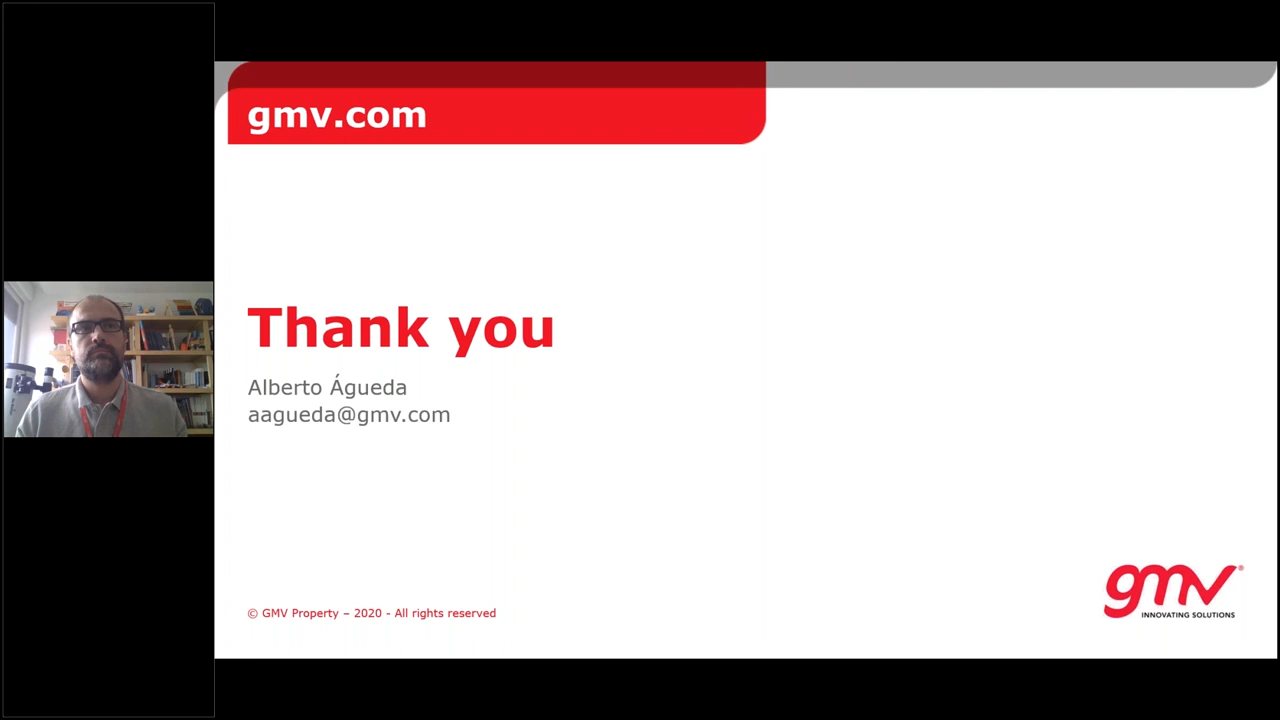 gmv.com
Thank you
Alberto Águeda
aagueda@gmv.com
© GMV Property – 2020 - All rights reserved
gmv®
INNOVATING SOLUTIONS